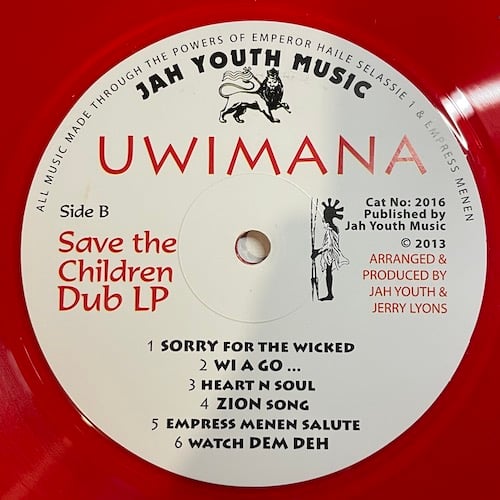 ALL MUSIC MADE THROUGH THE POWERS OF EMPEROR HAILE SELASSIE 1 & EMPRESS MENEN
JAH YOUTH MUSIC
UWIMANA
Side B
Save the
Children
Dub LP
Cat No: 2016
Published by
Jah Youth Music
© 2013
ARRANGED &
PRODUCED BY
JAH YOUTH &
JERRY LYONS
1 SORRY FOR THE WICKED
2 WI A GO ...
3 HEART N SOUL
4 ZION SONG
5 EMPRESS MENEN SALUTE
6 WATCH DEM DEH